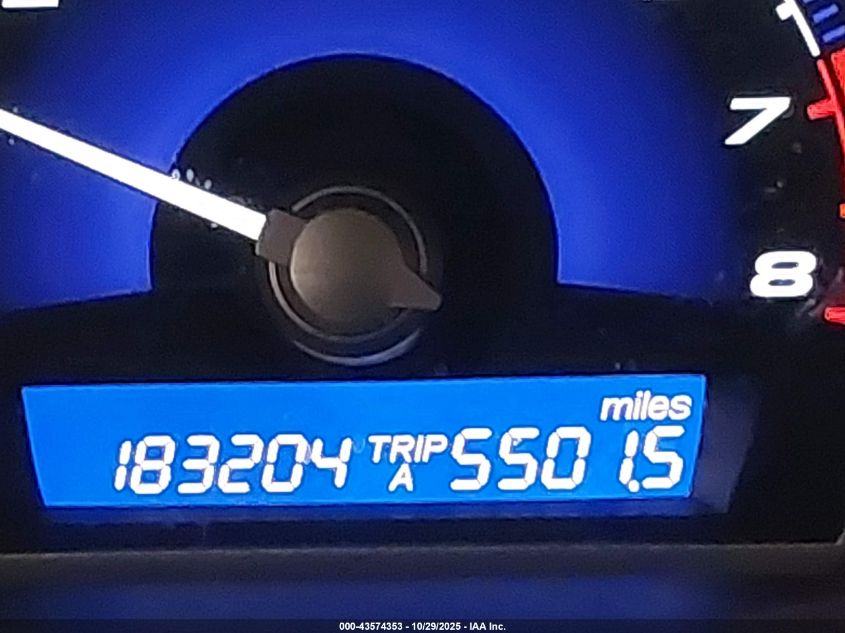 7
8
miles
183204 TRIP A 5501.5
000-43574353 - 10/29/2025 - IAA Inc.